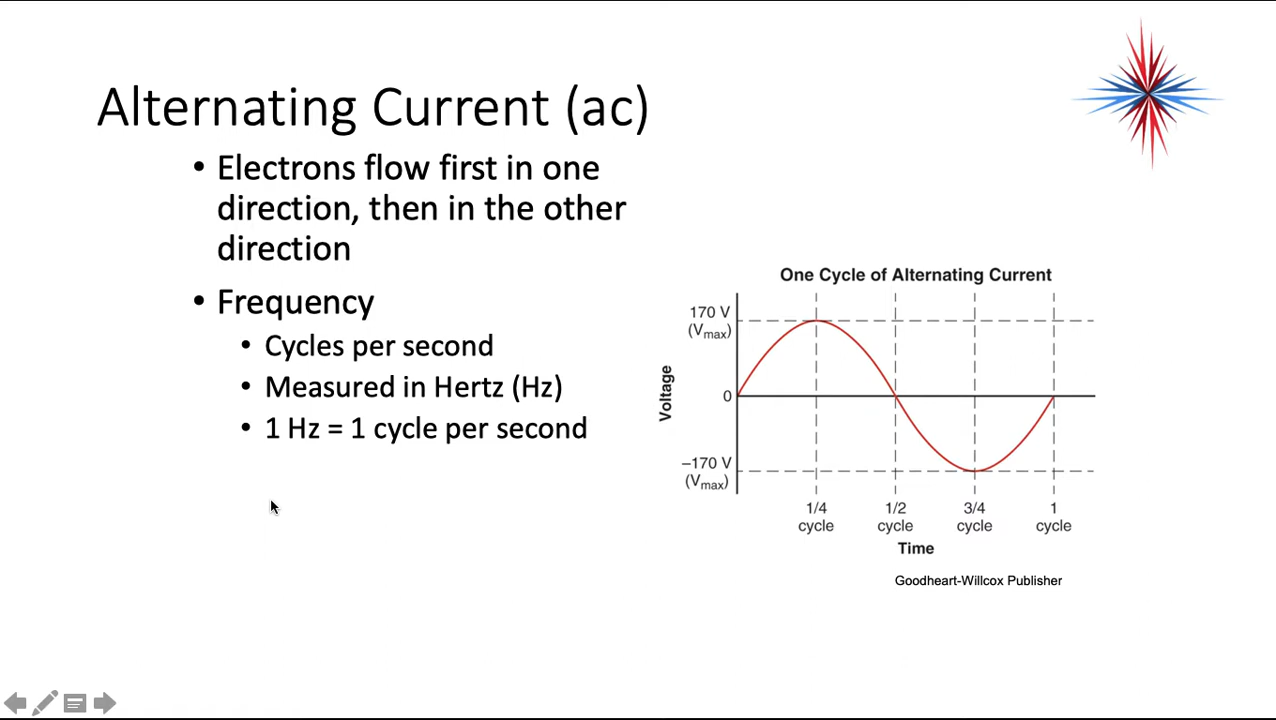 Alternating Current (ac)
• Electrons flow first in one
direction, then in the other
direction
• Frequency
• Cycles per second
• Measured in Hertz (Hz)
• 1 Hz = 1 cycle per second
One Cycle of Alternating Current
170 V
(Vmax)
Voltage
0
–170 V
(Vmax)
1/4
cycle
1/2
cycle
3/4
cycle
1
cycle
Time
Goodheart-Willcox Publisher